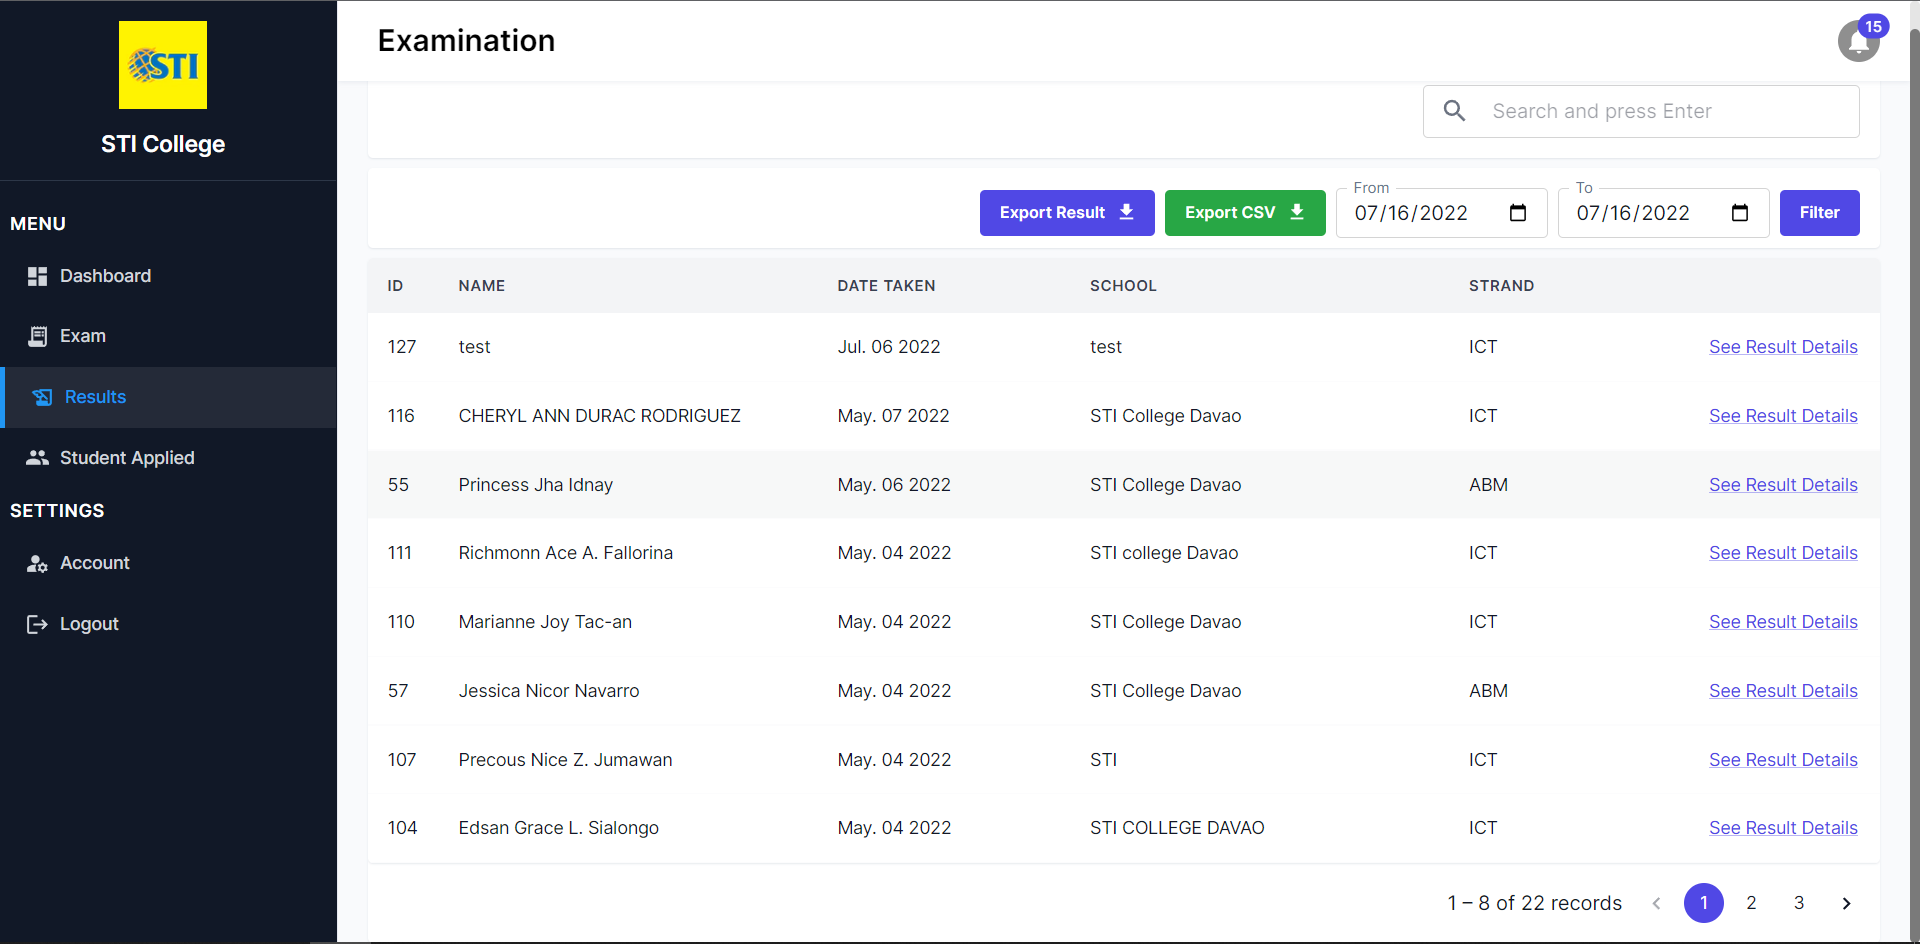 STI
STI College
MENU
Dashboard
Exam
Results
Student Applied
SETTINGS
Account
Logout
Examination
15
Search and press Enter
Export Result
Export CSV
From
07/16/2022
To
07/16/2022
Filter
ID NAME DATE TAKEN SCHOOL STRAND
127 test Jul. 06 2022 test ICT See Result Details
116 CHERYL ANN DURAC RODRIGUEZ May. 07 2022 STI College Davao ICT See Result Details
55 Princess Jha Idnay May. 06 2022 STI College Davao ABM See Result Details
111 Richmonn Ace A. Fallorina May. 04 2022 STI college Davao ICT See Result Details
110 Marianne Joy Tac-an May. 04 2022 STI College Davao ICT See Result Details
57 Jessica Nicor Navarro May. 04 2022 STI College Davao ABM See Result Details
107 Precous Nice Z. Jumawan May. 04 2022 STI ICT See Result Details
104 Edsan Grace L. Sialongo May. 04 2022 STI COLLEGE DAVAO ICT See Result Details
1 – 8 of 22 records 1 2 3